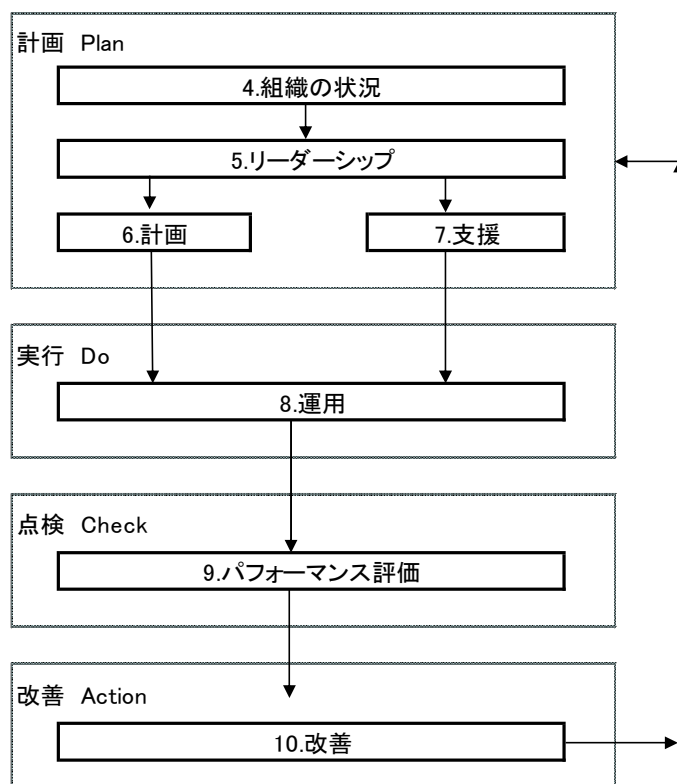 計画 Plan
4.組織の状況
5.リーダーシップ
6.計画
7.支援
実行 Do
8.運用
点検 Check
9.パフォーマンス評価
改善 Action
10.改善